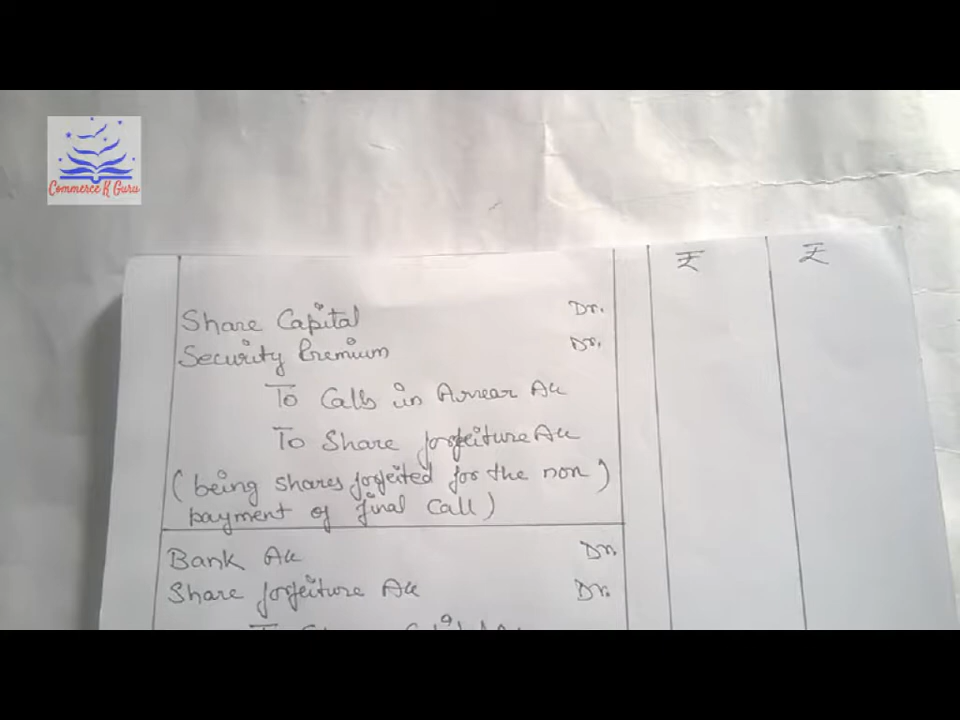 Commerce K Guru
₹ ₹
Share Capital Dr.
Security Premium Dr.
To Calls in Arrear A/c
To Share forfeiture A/c
(being shares forfeited for the non)
payment of final call)
Bank A/c Dr.
Share forfeiture A/c Dr.